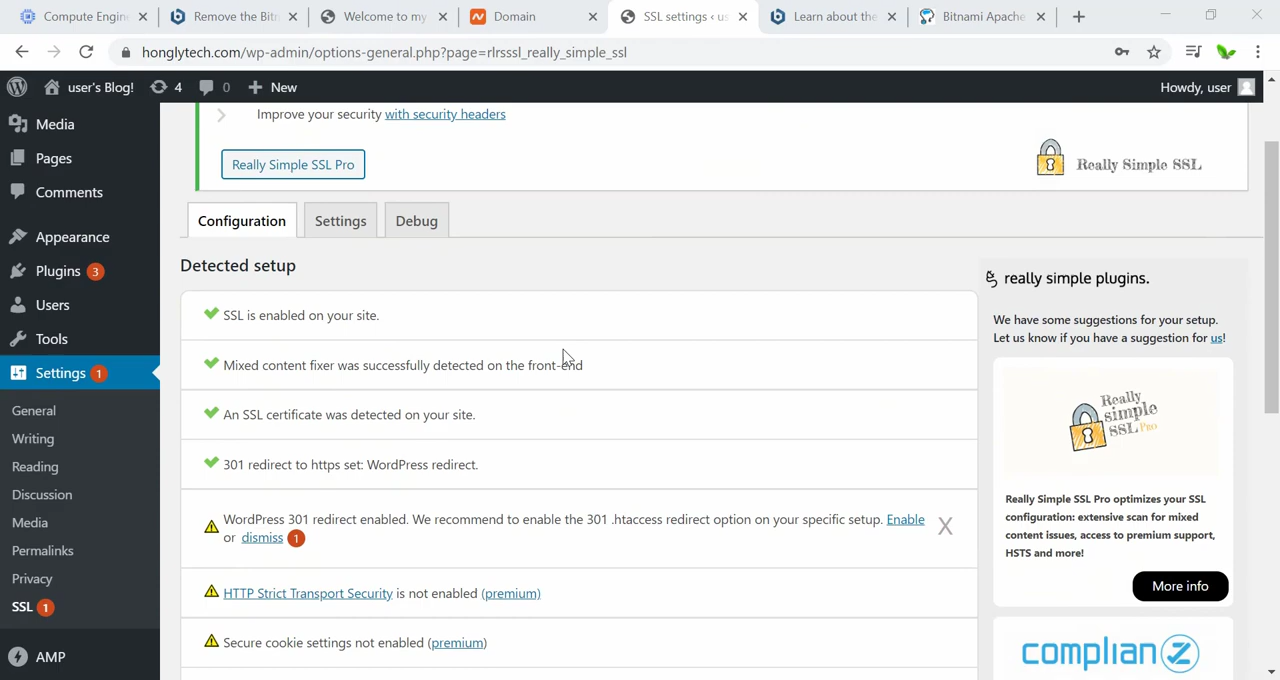 Compute Engin
Remove the Bitn
Welcome to my
Domain
SSL settings ‹ us
Learn about the
Bitnami Apache
honglytech.com/wp-admin/options-general.php?page=rlrsssl_really_simple_ssl
user's Blog!
4
0
New
Howdy, user
Media
Pages
Comments
Appearance
Plugins 3
Users
Tools
Settings 1
General
Writing
Reading
Discussion
Media
Permalinks
Privacy
SSL 1
AMP
Improve your security with security headers
Really Simple SSL Pro
Really Simple SSL
Configuration
Settings
Debug
Detected setup
SSL is enabled on your site.
Mixed content fixer was successfully detected on the front-end
An SSL certificate was detected on your site.
301 redirect to https set: WordPress redirect.
WordPress 301 redirect enabled. We recommend to enable the 301 .htaccess redirect option on your specific setup. Enable
or dismiss 1
X
HTTP Strict Transport Security is not enabled (premium)
Secure cookie settings not enabled (premium)
really simple plugins.
We have some suggestions for your setup.
Let us know if you have a suggestion for us!
Really
simple
SSL Pro
Really Simple SSL Pro optimizes your SSL
configuration: extensive scan for mixed
content issues, access to premium support,
HSTS and more!
More info
complianZ